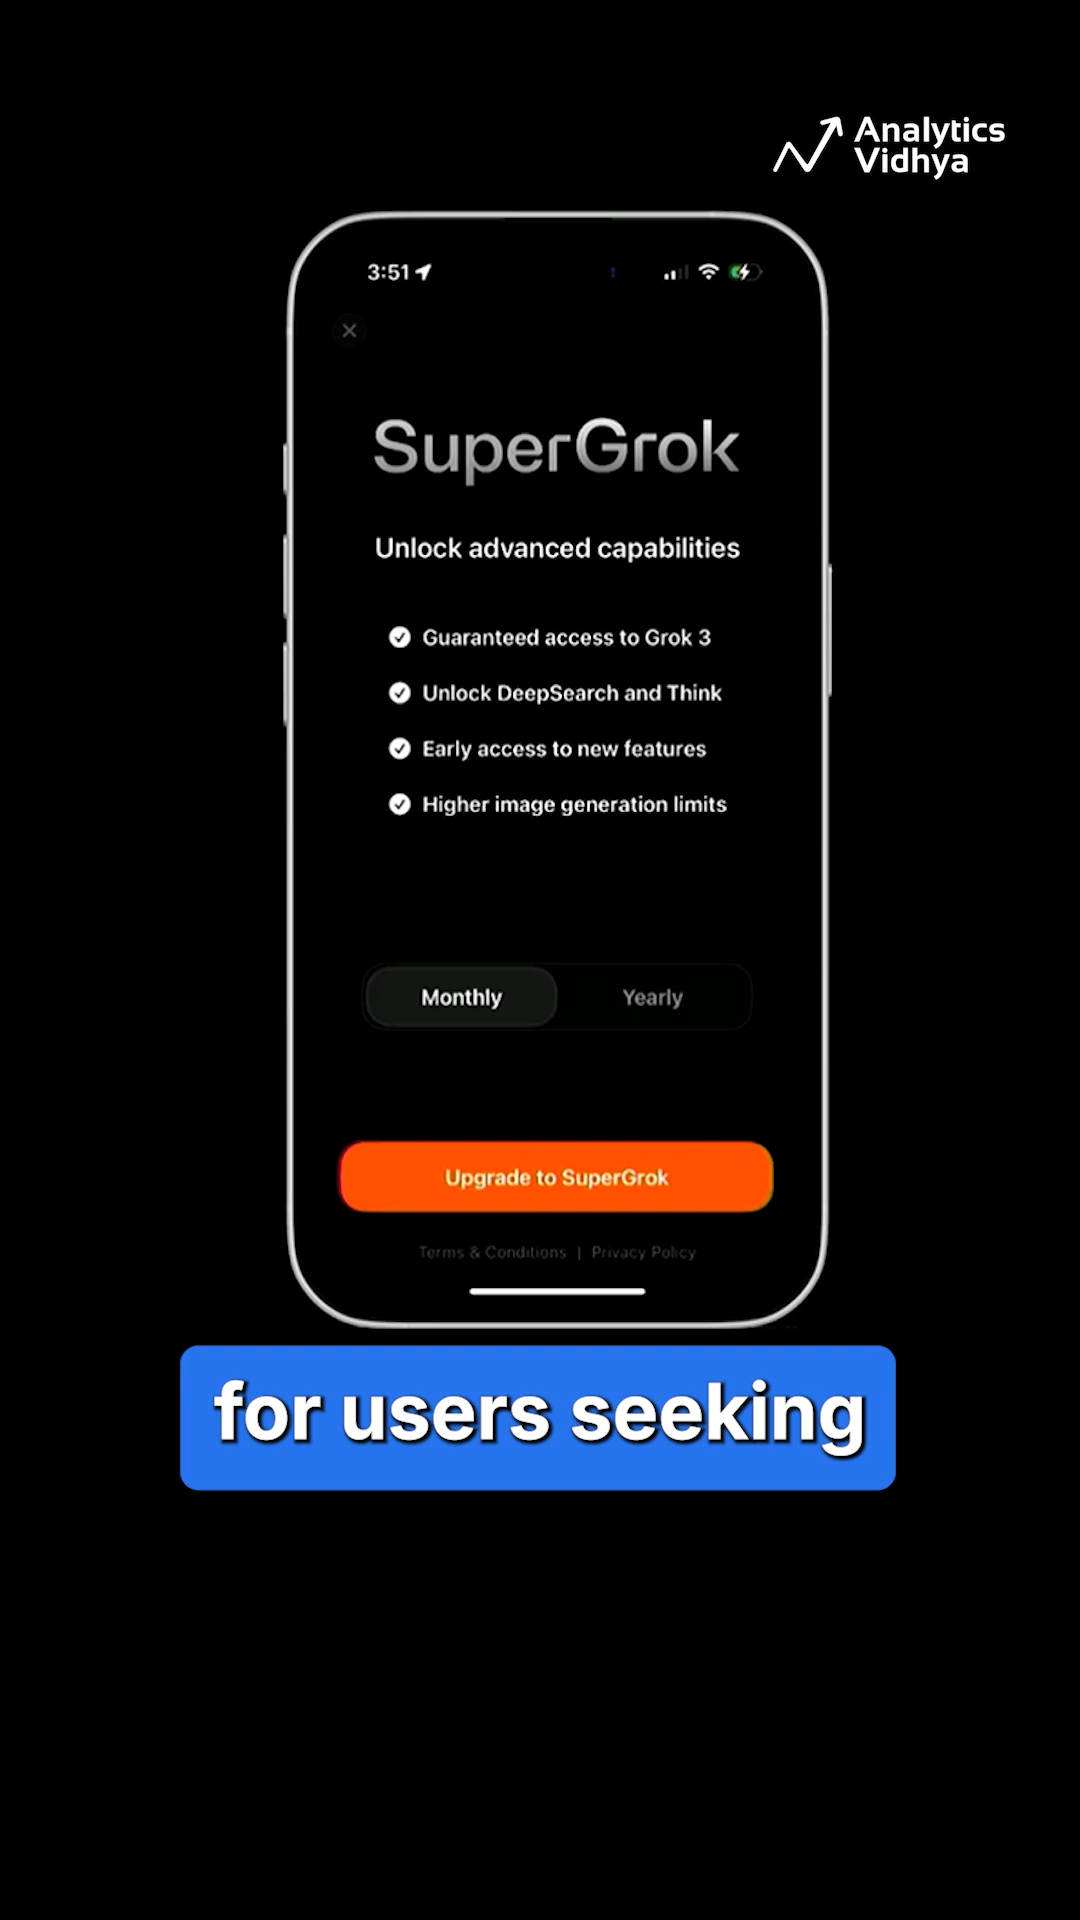 Analytics
Vidhya
3:51
SuperGrok
Unlock advanced capabilities
Guaranteed access to Grok 3
Unlock DeepSearch and Think
Early access to new features
Higher image generation limits
Monthly
Yearly
Upgrade to SuperGrok
Terms & Conditions | Privacy Policy
for users seeking